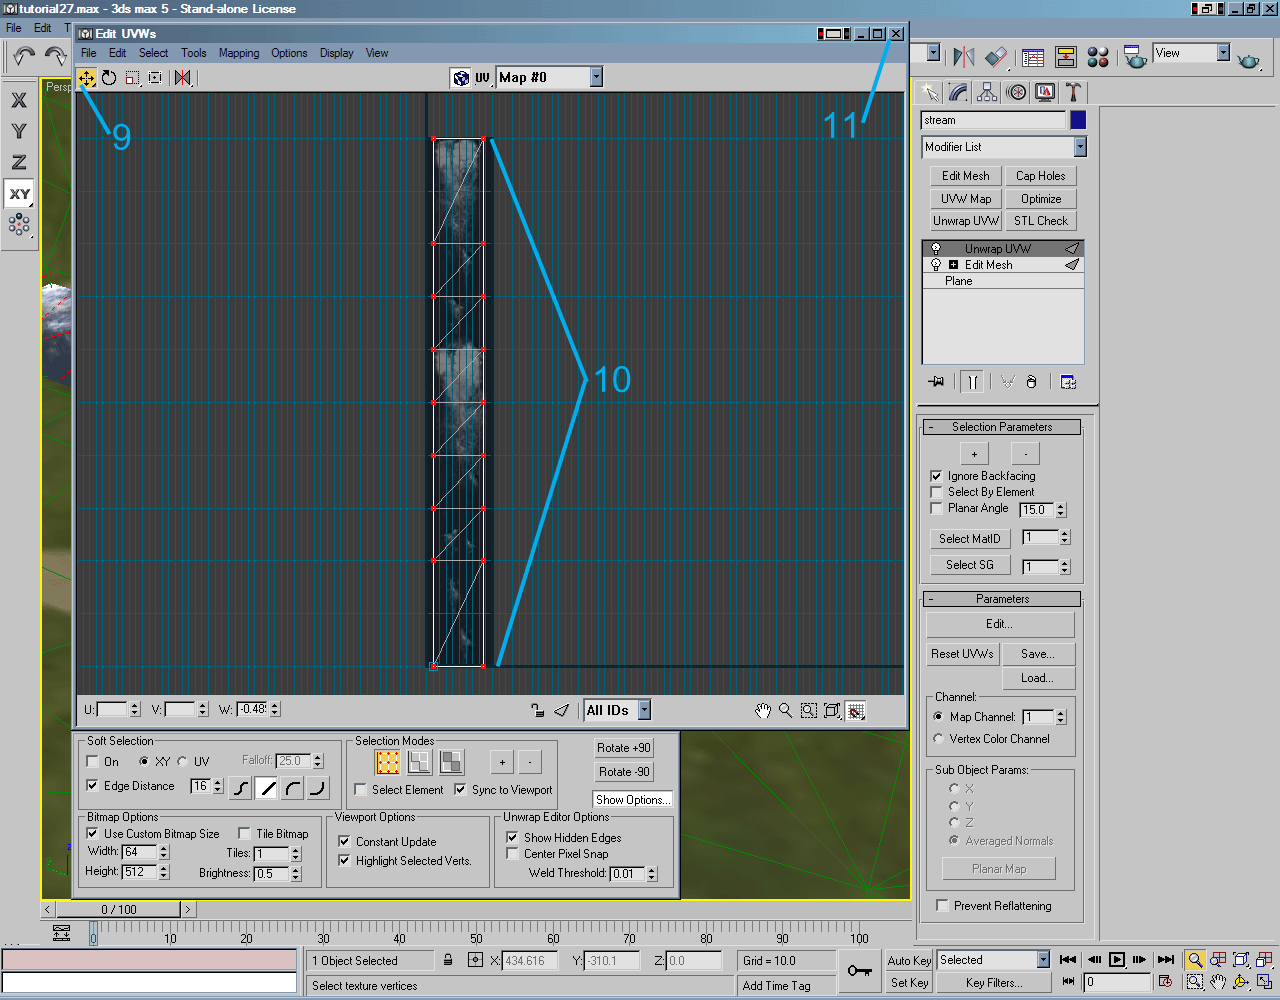 tutorial27.max - 3ds max 5 - Stand-alone License
File Edit T
Edit UVWs
File Edit Select Tools Mapping Options Display View
UV Map #0
View
Persp
9
11
10
X
Y
Z
XY
stream
Modifier List
Edit Mesh Cap Holes
UVW Map Optimize
Unwrap UVW STL Check
Unwrap UVW
Edit Mesh
Plane
- Selection Parameters
+ -
Ignore Backfacing
Select By Element
Planar Angle 15.0
Select MatID 1
Select SG 1
- Parameters
Edit...
Reset UVWs Save...
Load...
Channel:
Map Channel: 1
Vertex Color Channel
Sub Object Params:
X
Y
Z
Averaged Normals
Planar Map
Prevent Reflattening
U: V: W: -0.48 All IDs
Soft Selection
On XY UV Falloff: 25.0
Edge Distance 16
Selection Modes
+ -
Select Element Sync to Viewport
Rotate +90
Rotate -90
Show Options...
Bitmap Options
Use Custom Bitmap Size Tile Bitmap
Width: 64 Tiles: 1
Height: 512 Brightness: 0.5
Viewport Options
Constant Update
Highlight Selected Verts.
Unwrap Editor Options
Show Hidden Edges
Center Pixel Snap
Weld Threshold: 0.01
< 0 / 100 >
0 10 20 30 40 50 60 70 80 90 100
1 Object Selected X: 434.616 Y: -310.1 Z: 0.0 Grid = 10.0
Select texture vertices Add Time Tag
Auto Key Selected
Set Key Key Filters... 0